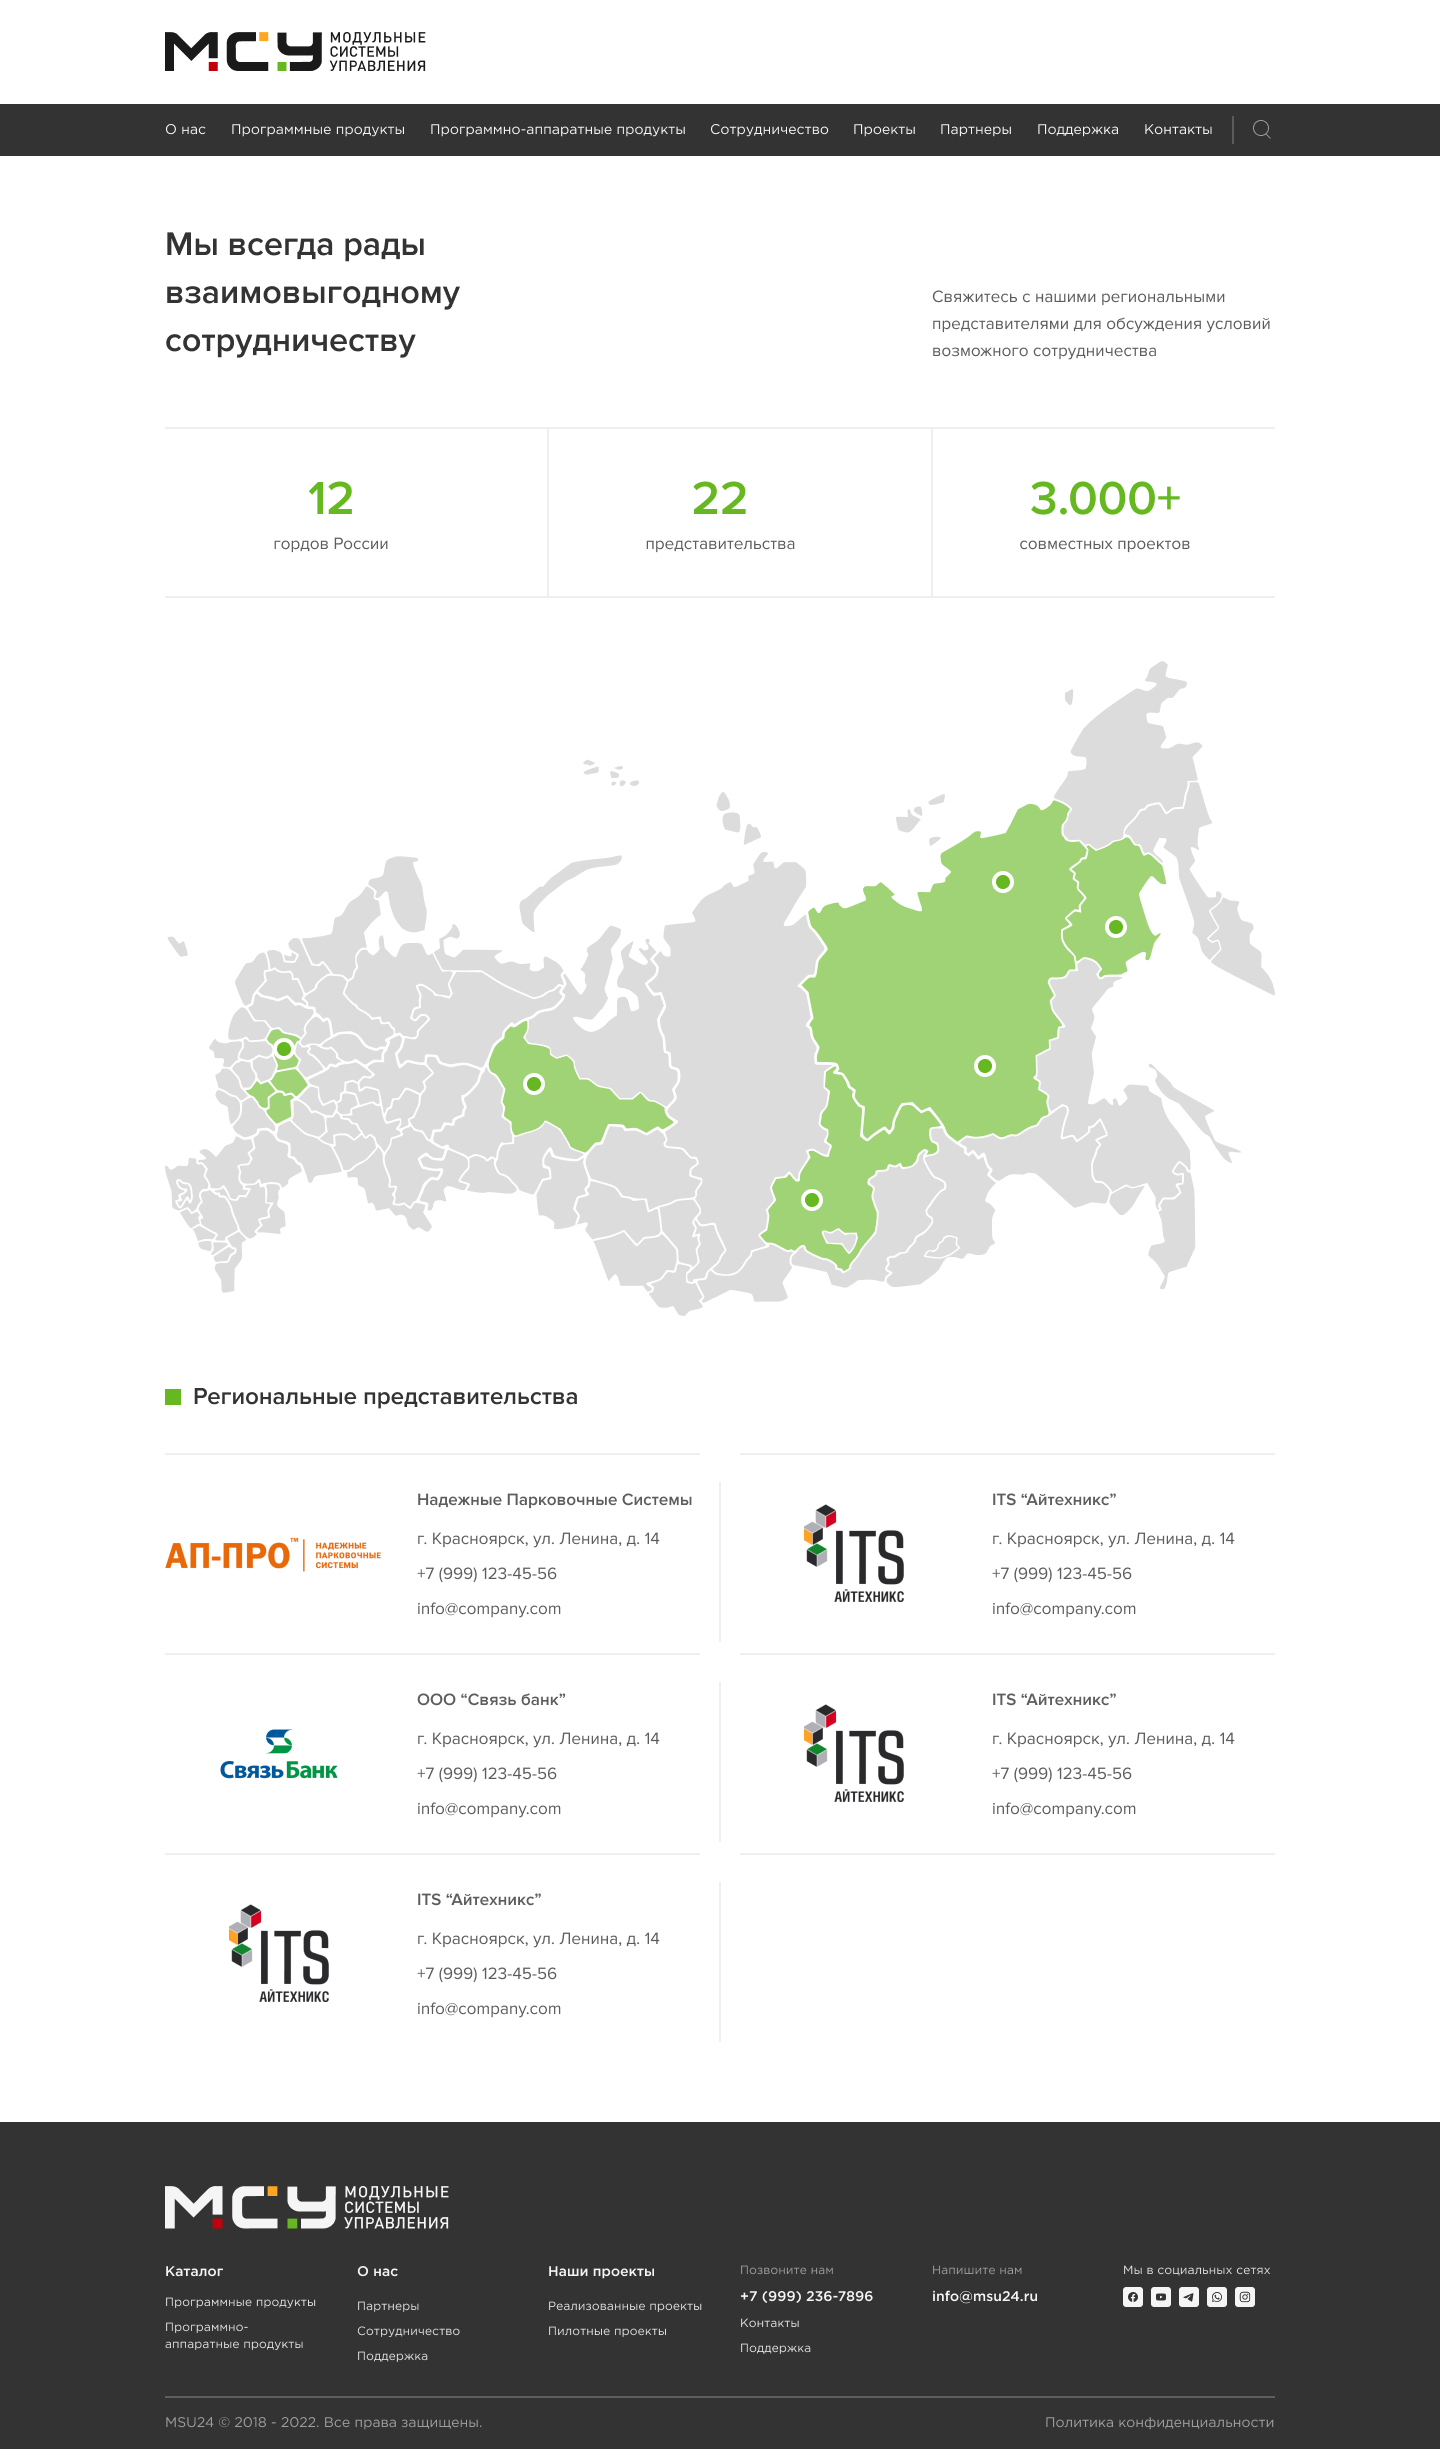 МСУ МОДУЛЬНЫЕ
СИСТЕМЫ
УПРАВЛЕНИЯ
О нас Программные продукты Программно-аппаратные продукты Сотрудничество Проекты Партнеры Поддержка Контакты
Мы всегда рады
взаимовыгодному
сотрудничеству
Свяжитесь с нашими региональными
представителями для обсуждения условий
возможного сотрудничества
12
гордов России
22
представительства
3.000+
совместных проектов
Региональные представительства
АП-ПРО™ НАДЕЖНЫЕ
ПАРКОВОЧНЫЕ
СИСТЕМЫ
Надежные Парковочные Системы
г. Красноярск, ул. Ленина, д. 14
+7 (999) 123-45-56
info@company.com
ITS
АЙТЕХНИКС
ITS “Айтехникс”
г. Красноярск, ул. Ленина, д. 14
+7 (999) 123-45-56
info@company.com
СвязьБанк
ООО “Связь банк”
г. Красноярск, ул. Ленина, д. 14
+7 (999) 123-45-56
info@company.com
ITS
АЙТЕХНИКС
ITS “Айтехникс”
г. Красноярск, ул. Ленина, д. 14
+7 (999) 123-45-56
info@company.com
ITS
АЙТЕХНИКС
ITS “Айтехникс”
г. Красноярск, ул. Ленина, д. 14
+7 (999) 123-45-56
info@company.com
МСУ МОДУЛЬНЫЕ
СИСТЕМЫ
УПРАВЛЕНИЯ
Каталог
Программные продукты
Программно-
аппаратные продукты
О нас
Партнеры
Сотрудничество
Поддержка
Наши проекты
Реализованные проекты
Пилотные проекты
Позвоните нам
+7 (999) 236-7896
Контакты
Поддержка
Напишите нам
info@msu24.ru
Мы в социальных сетях
MSU24 © 2018 - 2022. Все права защищены.
Политика конфиденциальности